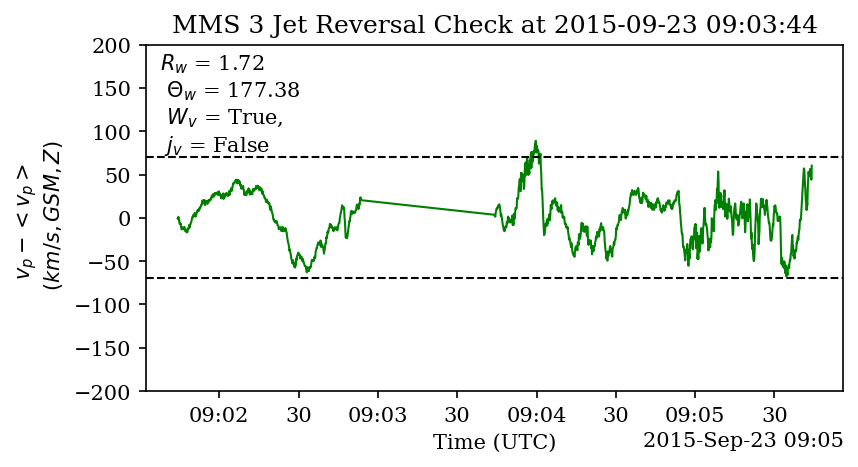 MMS 3 Jet Reversal Check at 2015-09-23 09:03:44
R_w = 1.72
Θ_w = 177.38
W_v = True,
j_v = False
200
150
100
50
0
−50
−100
−150
−200
v_p − < v_p >
(km/s, GSM, Z)
09:02 30 09:03 30 09:04 30 09:05 30
Time (UTC)
2015-Sep-23 09:05